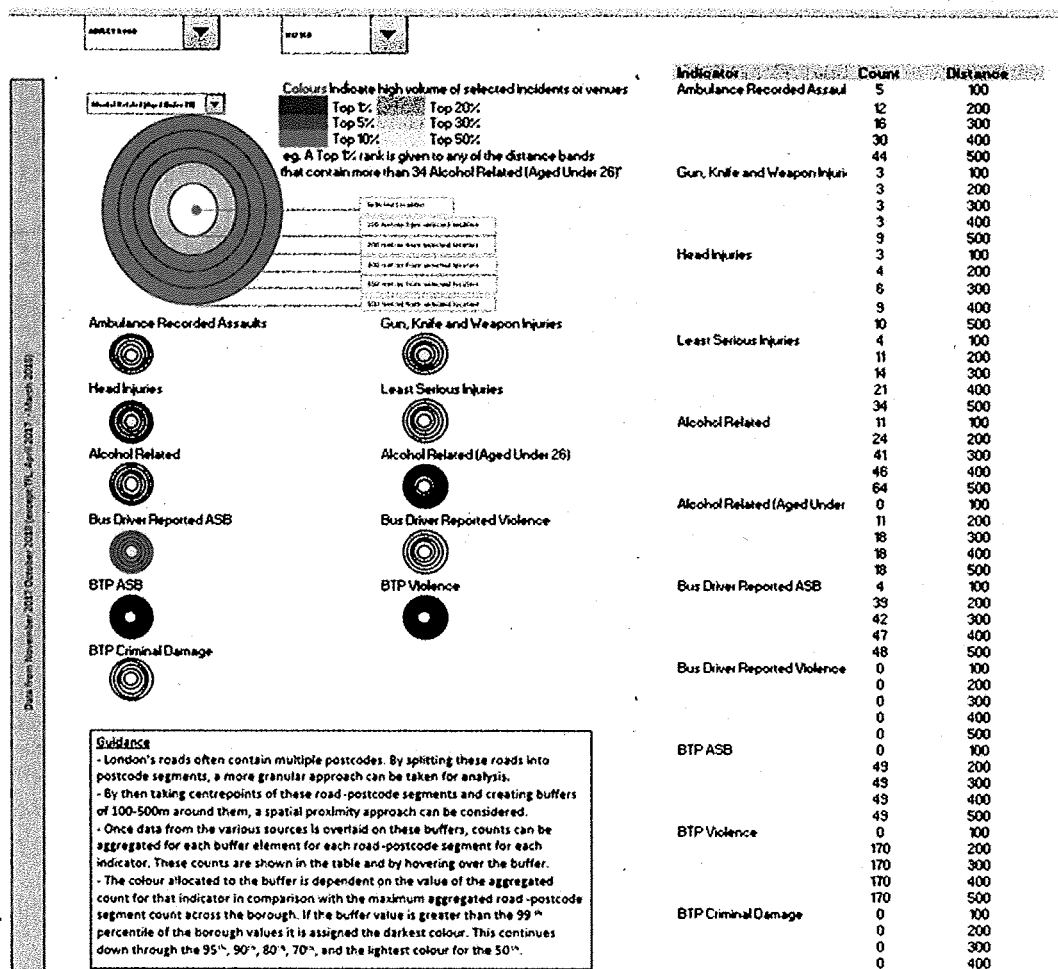 Indicator Count Distance
Colours Indicate high volume of selected incidents or venues
Top 1% Top 20%
Top 5% Top 30%
Top 10% Top 50%
eg. A Top 1% rank is given to any of the distance bands
that contain more than 34 Alcohol Related (Aged Under 26)"
Ambulance Recorded Assaults Gun, Knife and Weapon Injuries
Head Injuries Least Serious Injuries
Alcohol Related Alcohol Related (Aged Under 26)
Bus Driver Reported ASB Bus Driver Reported Violence
BTP ASB BTP Violence
BTP Criminal Damage
Data from November 2017 October 2018 (except TfL, April 2017 - March 2018)
Guidance
- London's roads often contain multiple postcodes. By splitting these roads into
postcode segments, a more granular approach can be taken for analysis.
- By then taking centrepoints of these road-postcode segments and creating buffers
of 100-500m around them, a spatial proximity approach can be considered.
- Once data from the various sources is overlaid on these buffers, counts can be
aggregated for each buffer element for each road-postcode segment for each
indicator. These counts are shown in the table and by hovering over the buffer.
- The colour allocated to the buffer is dependent on the value of the aggregated
count for that indicator in comparison with the maximum aggregated road-postcode
segment count across the borough. If the buffer value is greater than the 99th
percentile of the borough values it is assigned the darkest colour. This continues
down through the 95th, 90th, 80th, 70th, and the lightest colour for the 50th.
Ambulance Recorded Assaul 5 100
12 200
16 300
30 400
44 500
Gun, Knife and Weapon Injuri 3 100
3 200
3 300
3 400
9 500
Head Injuries 3 100
4 200
6 300
9 400
10 500
Least Serious Injuries 4 100
11 200
14 300
21 400
34 500
Alcohol Related 11 100
24 200
41 300
46 400
64 500
Alcohol Related (Aged Under 0 100
11 200
18 300
18 400
18 500
Bus Driver Reported ASB 4 100
39 200
42 300
47 400
48 500
Bus Driver Reported Violence 0 100
0 200
0 300
0 400
0 500
BTP ASB 0 100
49 200
49 300
49 400
49 500
BTP Violence 0 100
170 200
170 300
170 400
170 500
BTP Criminal Damage 0 100
0 200
0 300
0 400